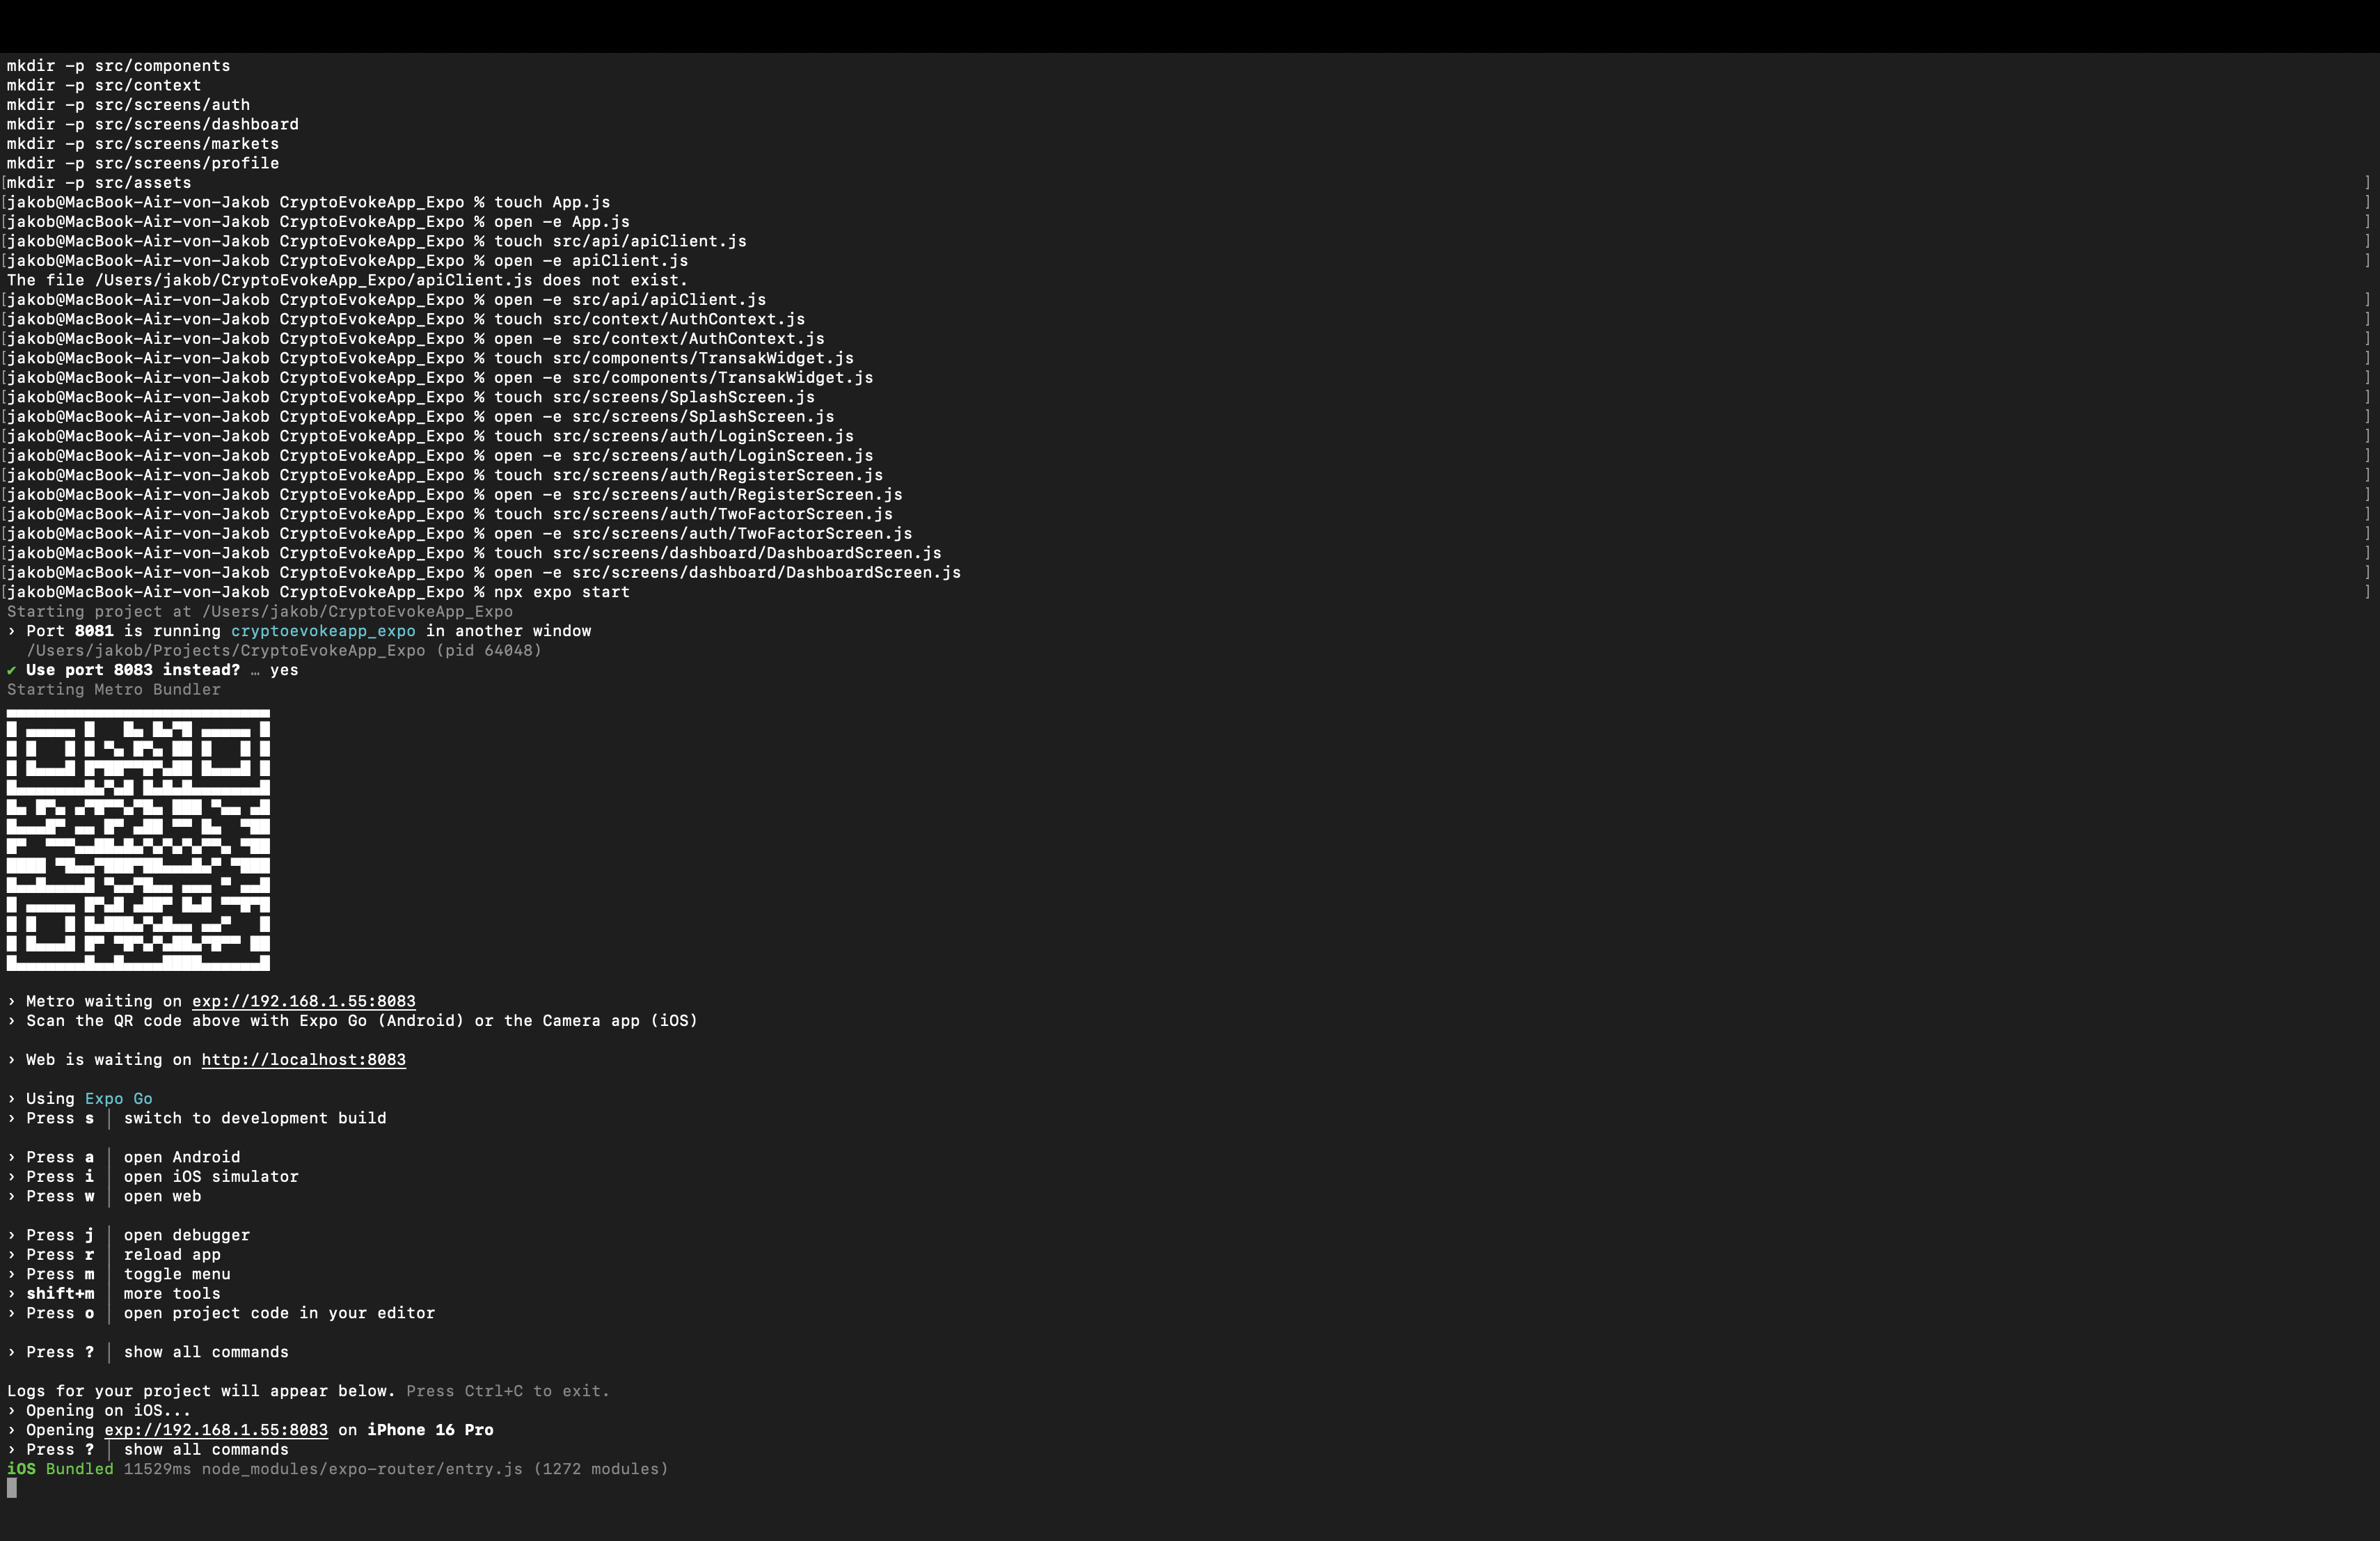 mkdir -p src/components
mkdir -p src/context
mkdir -p src/screens/auth
mkdir -p src/screens/dashboard
mkdir -p src/screens/markets
mkdir -p src/screens/profile
[mkdir -p src/assets ]
[jakob@MacBook-Air-von-Jakob CryptoEvokeApp_Expo % touch App.js ]
[jakob@MacBook-Air-von-Jakob CryptoEvokeApp_Expo % open -e App.js ]
[jakob@MacBook-Air-von-Jakob CryptoEvokeApp_Expo % touch src/api/apiClient.js ]
[jakob@MacBook-Air-von-Jakob CryptoEvokeApp_Expo % open -e apiClient.js ]
The file /Users/jakob/CryptoEvokeApp_Expo/apiClient.js does not exist.
[jakob@MacBook-Air-von-Jakob CryptoEvokeApp_Expo % open -e src/api/apiClient.js ]
[jakob@MacBook-Air-von-Jakob CryptoEvokeApp_Expo % touch src/context/AuthContext.js ]
[jakob@MacBook-Air-von-Jakob CryptoEvokeApp_Expo % open -e src/context/AuthContext.js ]
[jakob@MacBook-Air-von-Jakob CryptoEvokeApp_Expo % touch src/components/TransakWidget.js ]
[jakob@MacBook-Air-von-Jakob CryptoEvokeApp_Expo % open -e src/components/TransakWidget.js ]
[jakob@MacBook-Air-von-Jakob CryptoEvokeApp_Expo % touch src/screens/SplashScreen.js ]
[jakob@MacBook-Air-von-Jakob CryptoEvokeApp_Expo % open -e src/screens/SplashScreen.js ]
[jakob@MacBook-Air-von-Jakob CryptoEvokeApp_Expo % touch src/screens/auth/LoginScreen.js ]
[jakob@MacBook-Air-von-Jakob CryptoEvokeApp_Expo % open -e src/screens/auth/LoginScreen.js ]
[jakob@MacBook-Air-von-Jakob CryptoEvokeApp_Expo % touch src/screens/auth/RegisterScreen.js ]
[jakob@MacBook-Air-von-Jakob CryptoEvokeApp_Expo % open -e src/screens/auth/RegisterScreen.js ]
[jakob@MacBook-Air-von-Jakob CryptoEvokeApp_Expo % touch src/screens/auth/TwoFactorScreen.js ]
[jakob@MacBook-Air-von-Jakob CryptoEvokeApp_Expo % open -e src/screens/auth/TwoFactorScreen.js ]
[jakob@MacBook-Air-von-Jakob CryptoEvokeApp_Expo % touch src/screens/dashboard/DashboardScreen.js ]
[jakob@MacBook-Air-von-Jakob CryptoEvokeApp_Expo % open -e src/screens/dashboard/DashboardScreen.js ]
[jakob@MacBook-Air-von-Jakob CryptoEvokeApp_Expo % npx expo start ]
Starting project at /Users/jakob/CryptoEvokeApp_Expo
› Port 8081 is running cryptoevokeapp_expo in another window
/Users/jakob/Projects/CryptoEvokeApp_Expo (pid 64048)
✔ Use port 8083 instead? … yes
Starting Metro Bundler
› Metro waiting on exp://192.168.1.55:8083
› Scan the QR code above with Expo Go (Android) or the Camera app (iOS)
› Web is waiting on http://localhost:8083
› Using Expo Go
› Press s │ switch to development build
› Press a │ open Android
› Press i │ open iOS simulator
› Press w │ open web
› Press j │ open debugger
› Press r │ reload app
› Press m │ toggle menu
› shift+m │ more tools
› Press o │ open project code in your editor
› Press ? │ show all commands
Logs for your project will appear below. Press Ctrl+C to exit.
› Opening on iOS...
› Opening exp://192.168.1.55:8083 on iPhone 16 Pro
› Press ? │ show all commands
iOS Bundled 11529ms node_modules/expo-router/entry.js (1272 modules)